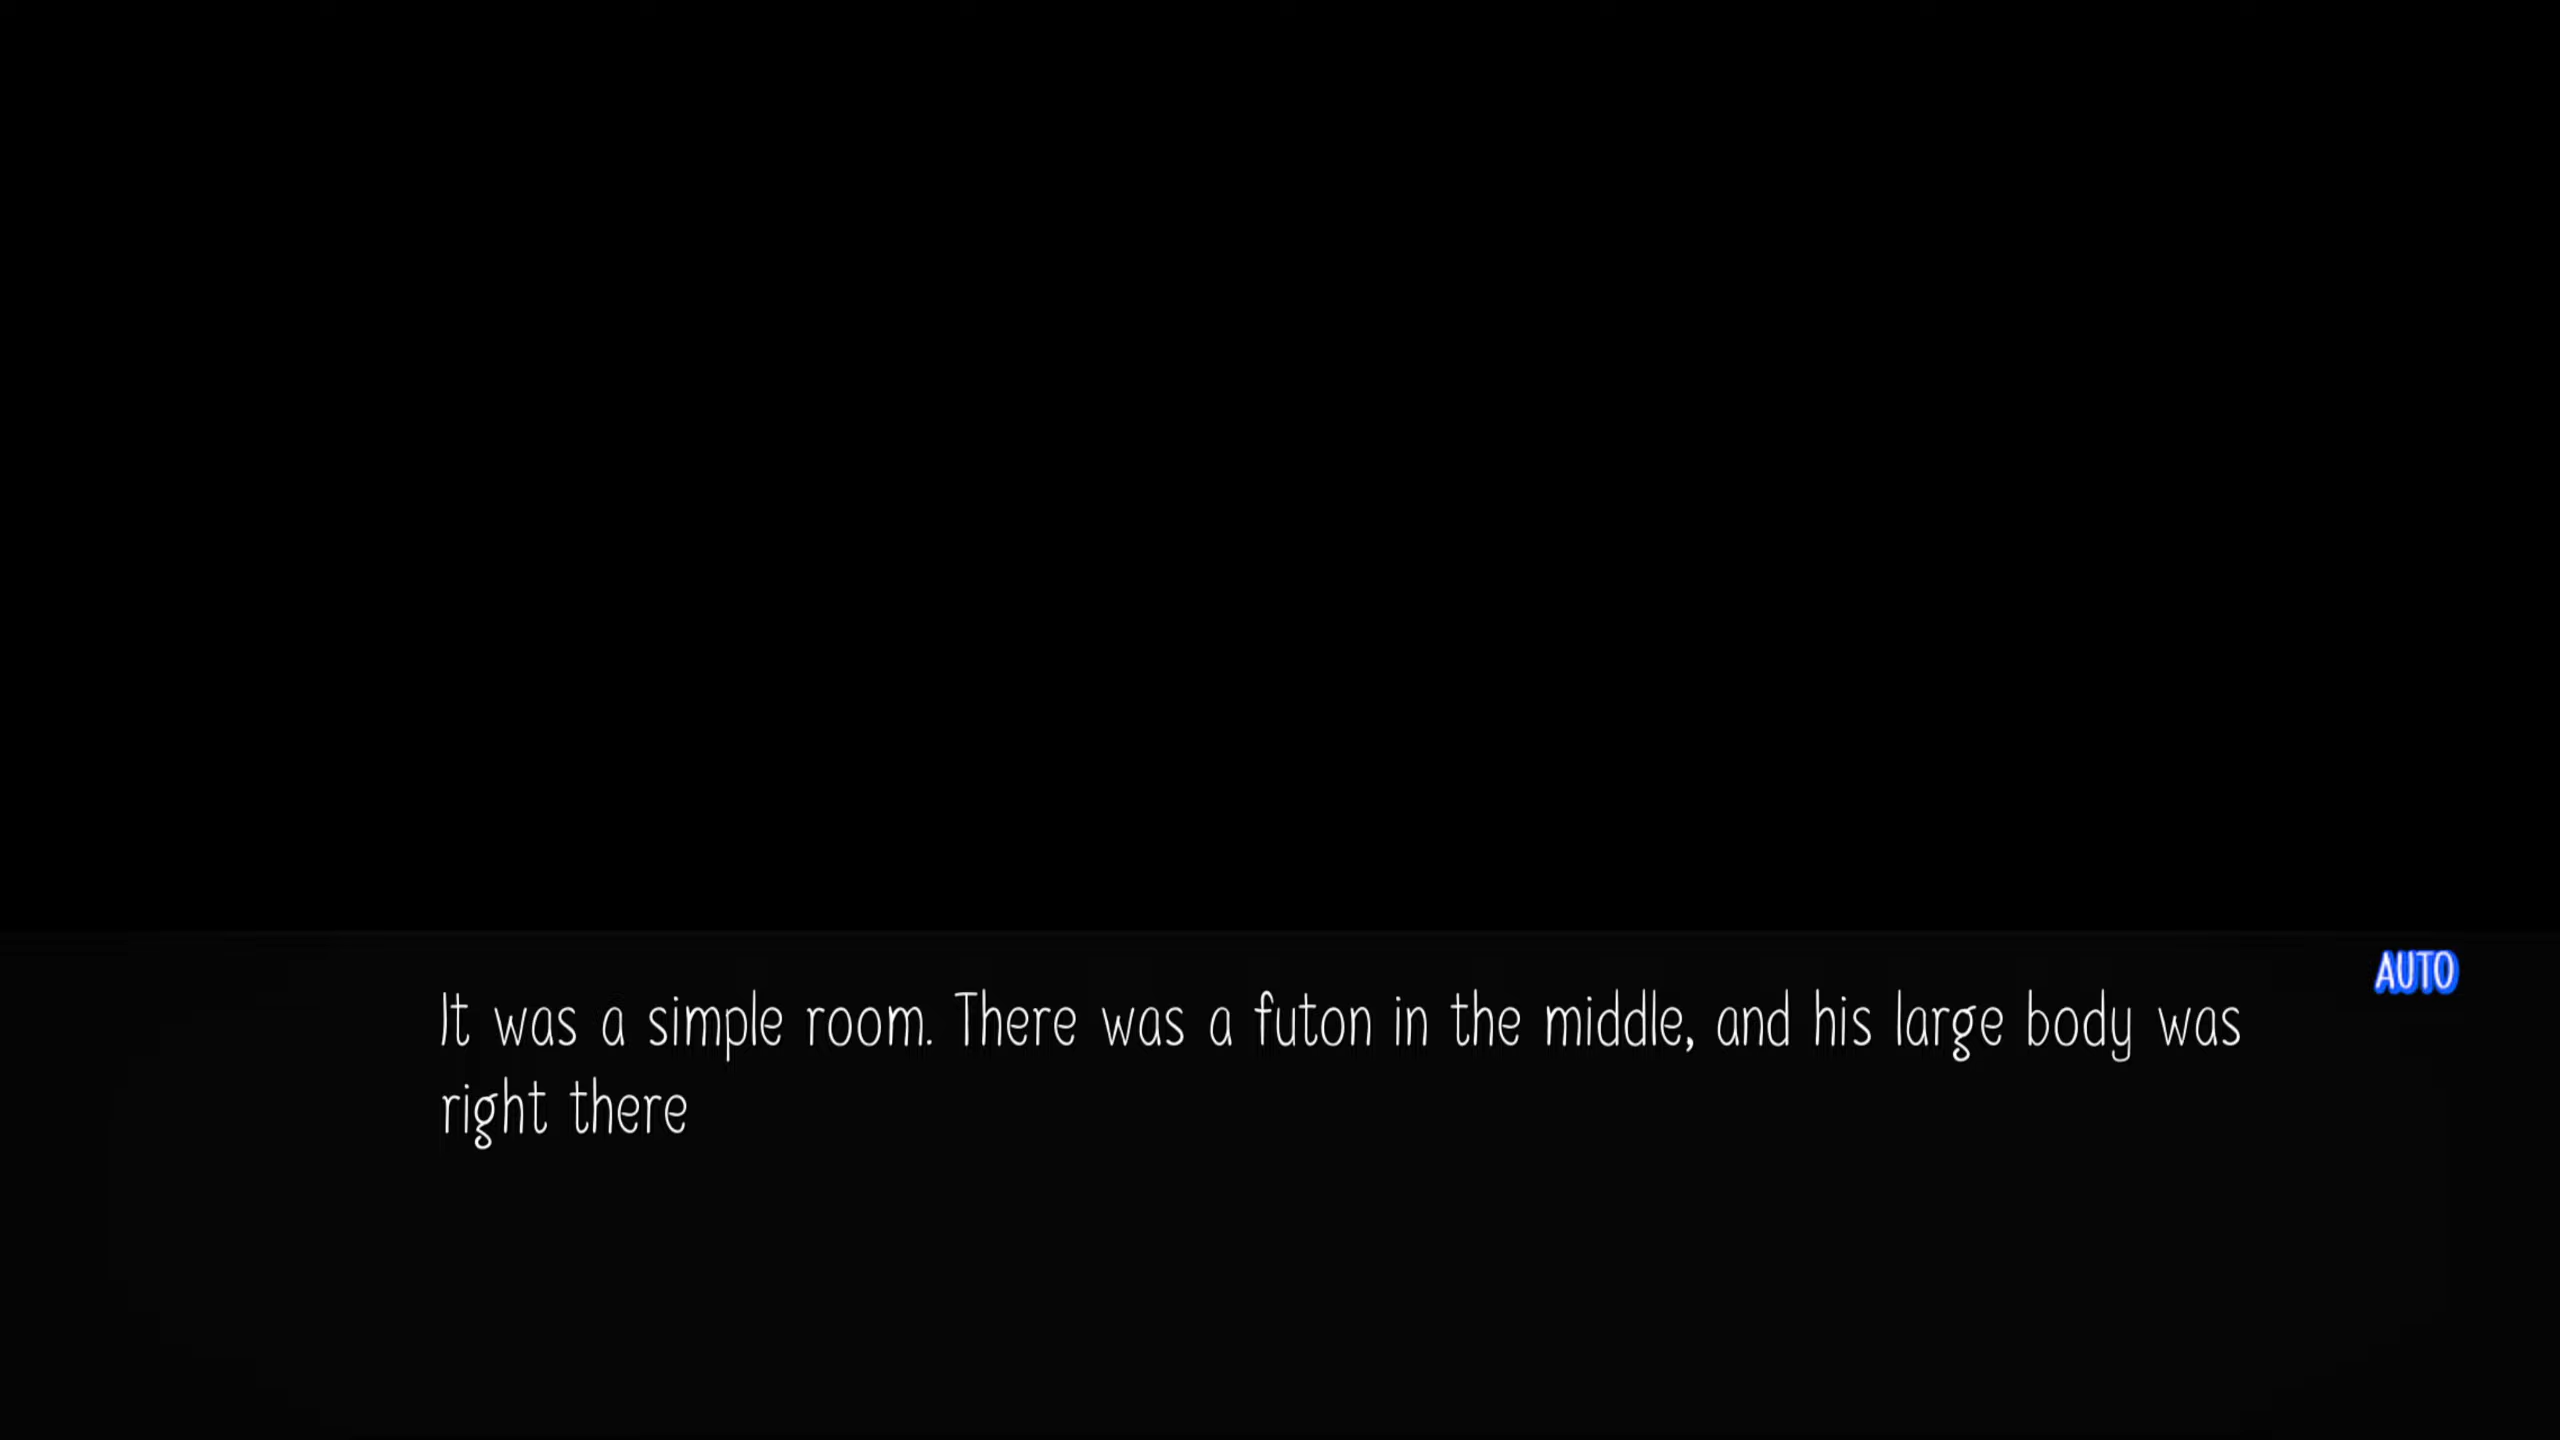 AUTO
It was a simple room. There was a futon in the middle, and his large body was
right there